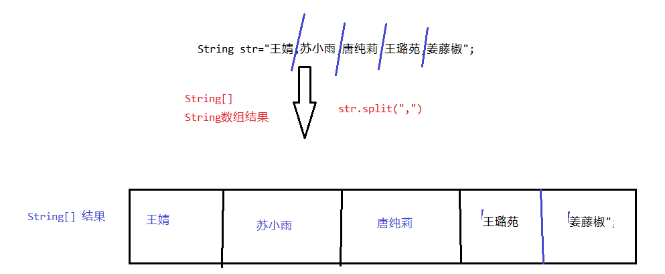 String str="王婧,苏小雨,唐纯莉,王璐苑,姜藤椒";
String[]
String数组结果
str.split(",")
String[] 结果
王婧
苏小雨
唐纯莉
'王璐苑
'姜藤椒";